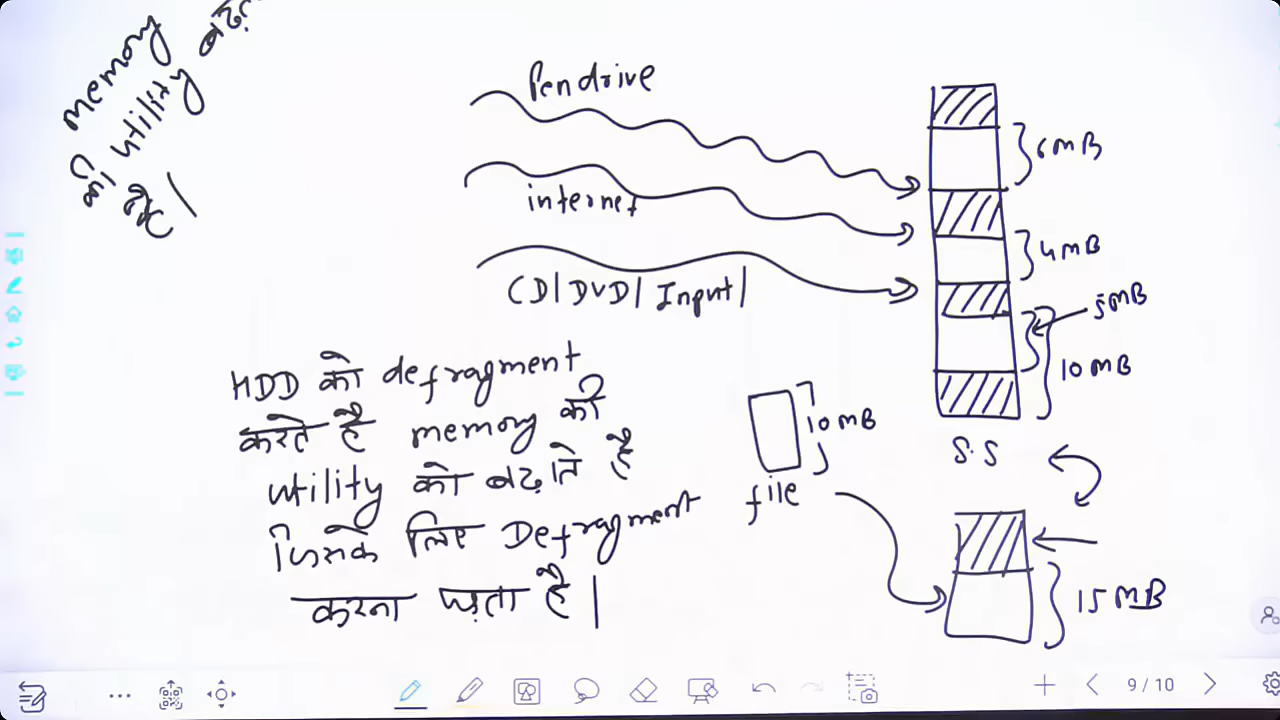 memory
की utility
है।
Pendrive
internet
CD/DVD/Input/
6MB
4MB
5MB
10MB
S.S
HDD को defragment
करते है memory की
utility को बढ़ाते है
जिसके लिए Defragment
करना पड़ता है।
10MB
file
15MB
9/10